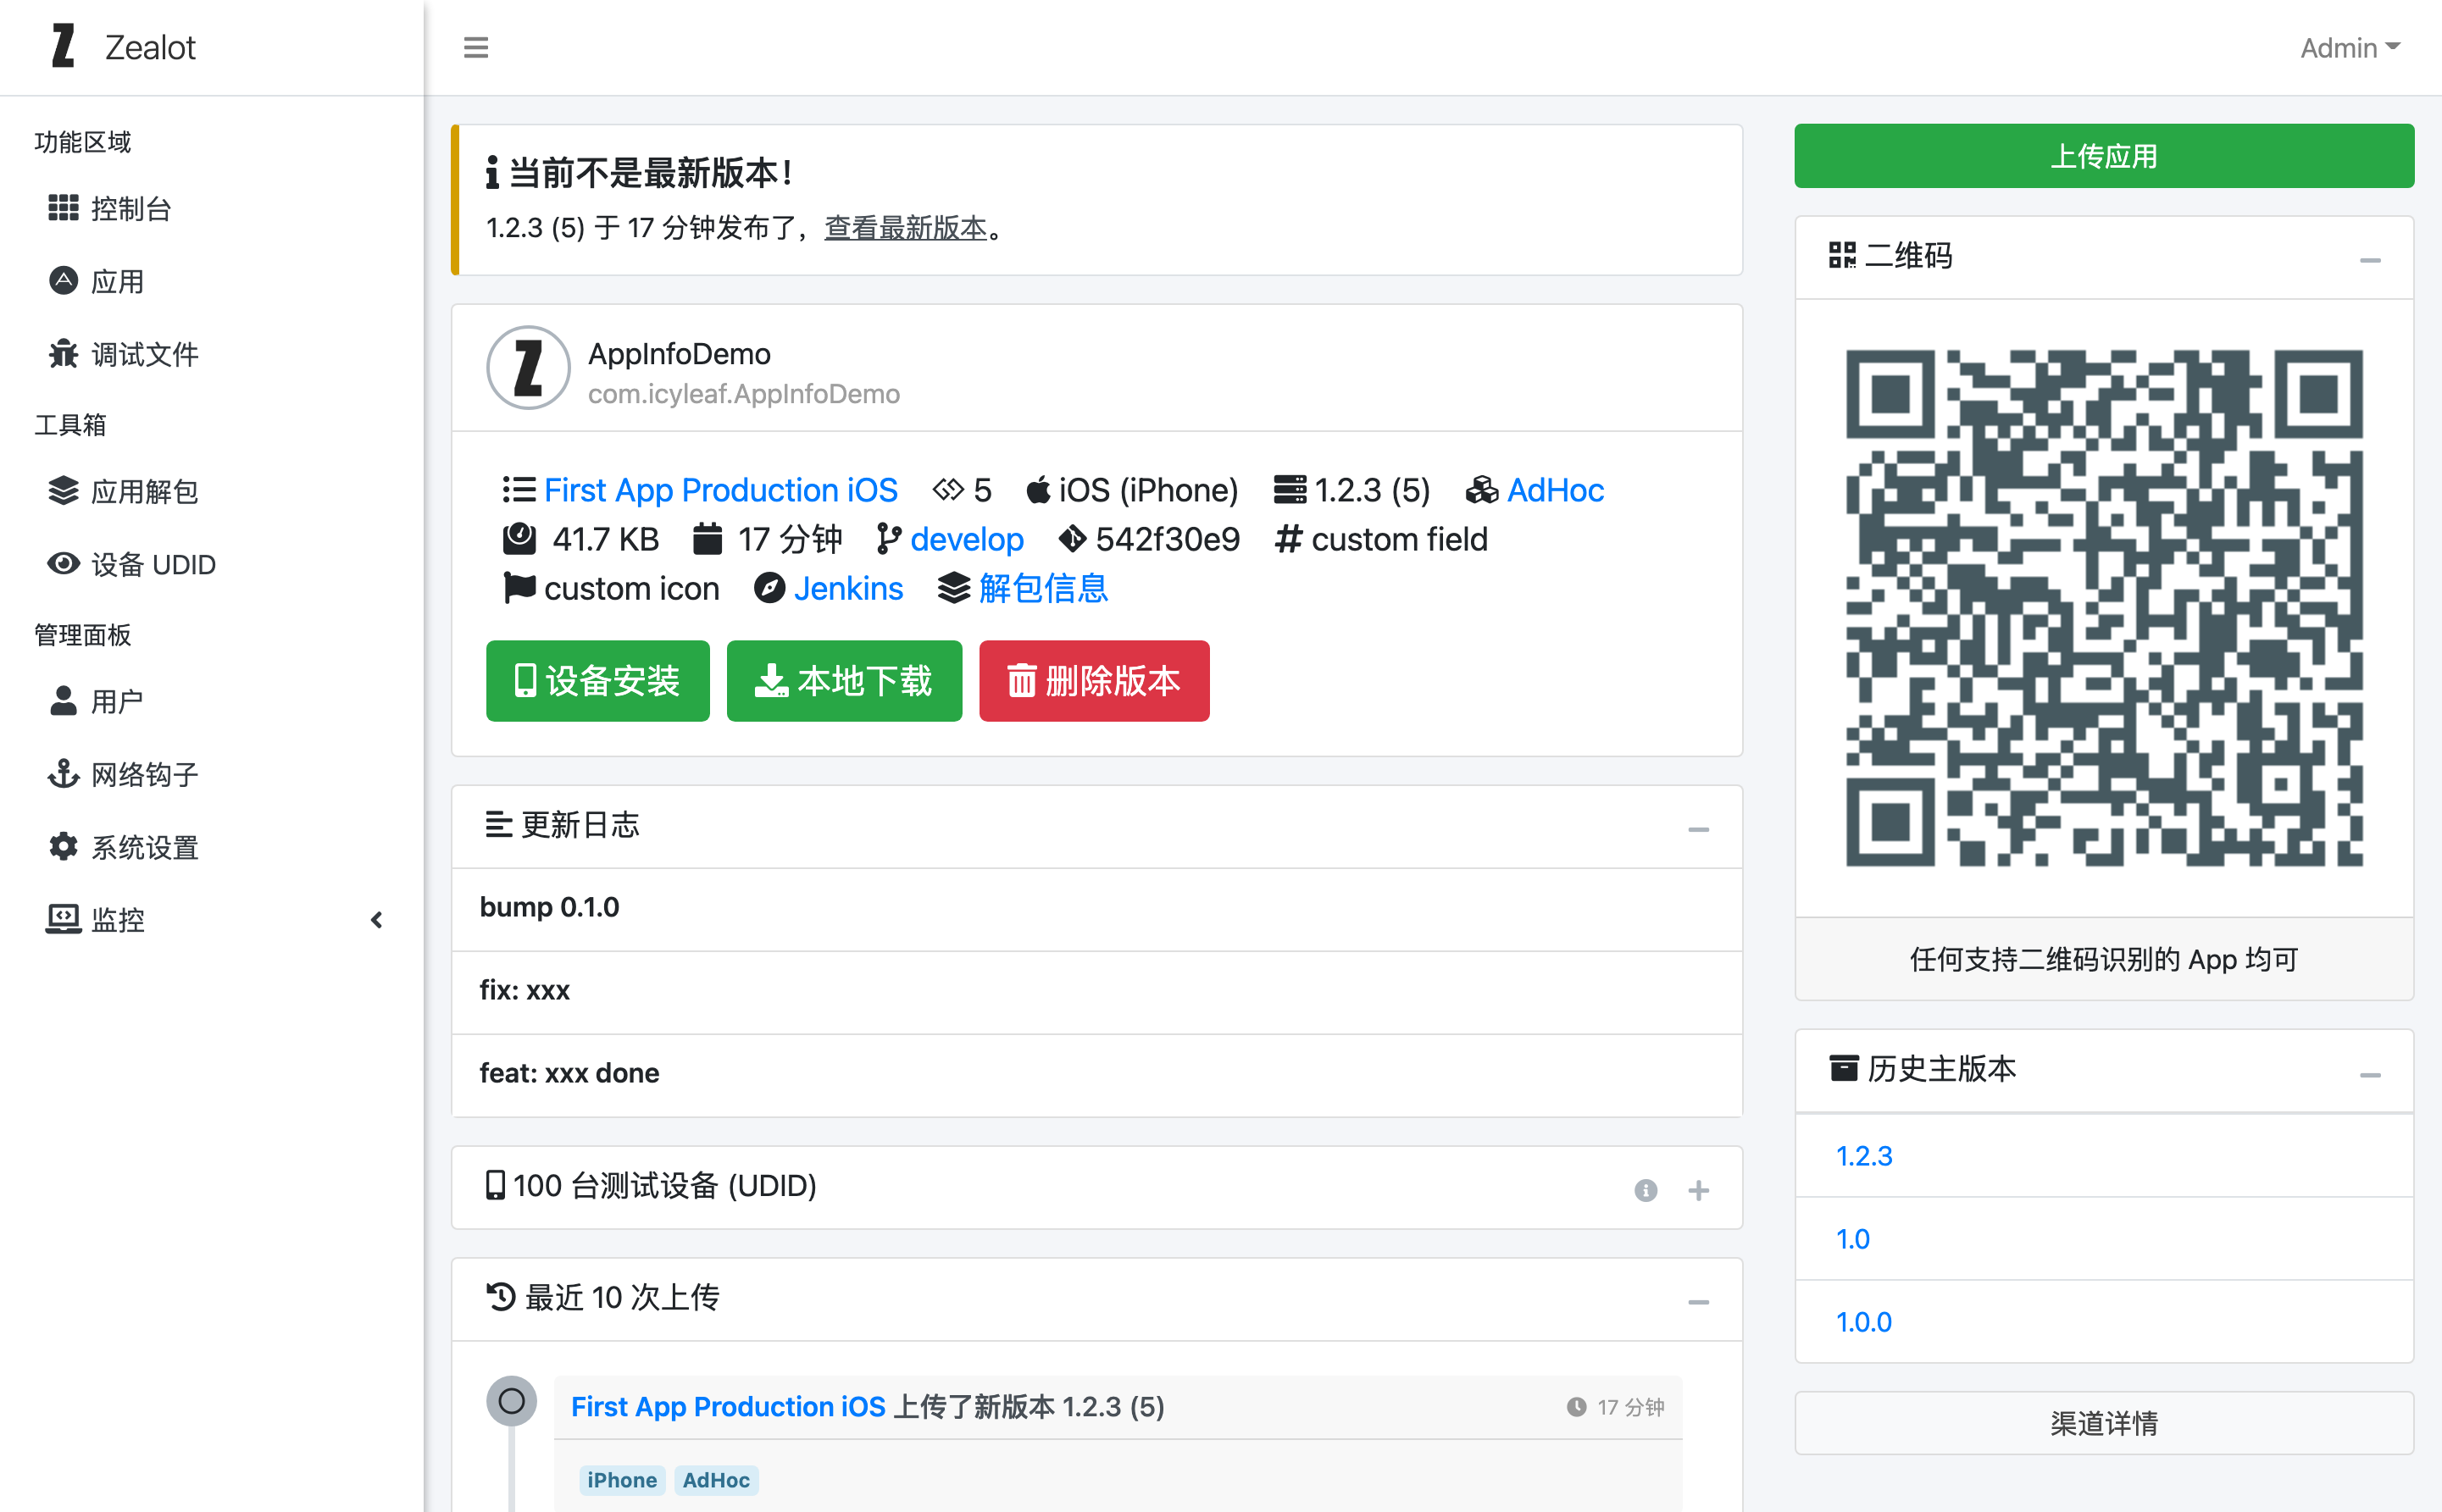 Zealot
Admin
功能区域
控制台
应用
调试文件
工具箱
应用解包
设备 UDID
管理面板
用户
网络钩子
系统设置
监控
当前不是最新版本！
1.2.3 (5) 于 17 分钟发布了，查看最新版本。
AppInfoDemo
com.icyleaf.AppInfoDemo
First App Production iOS 5 iOS (iPhone) 1.2.3 (5) AdHoc
41.7 KB 17 分钟 develop 542f30e9 custom field
custom icon Jenkins 解包信息
设备安装 本地下载 删除版本
更新日志
bump 0.1.0
fix: xxx
feat: xxx done
100 台测试设备 (UDID)
最近 10 次上传
First App Production iOS 上传了新版本 1.2.3 (5) 17 分钟
iPhone AdHoc
上传应用
二维码
任何支持二维码识别的 App 均可
历史主版本
1.2.3
1.0
1.0.0
渠道详情